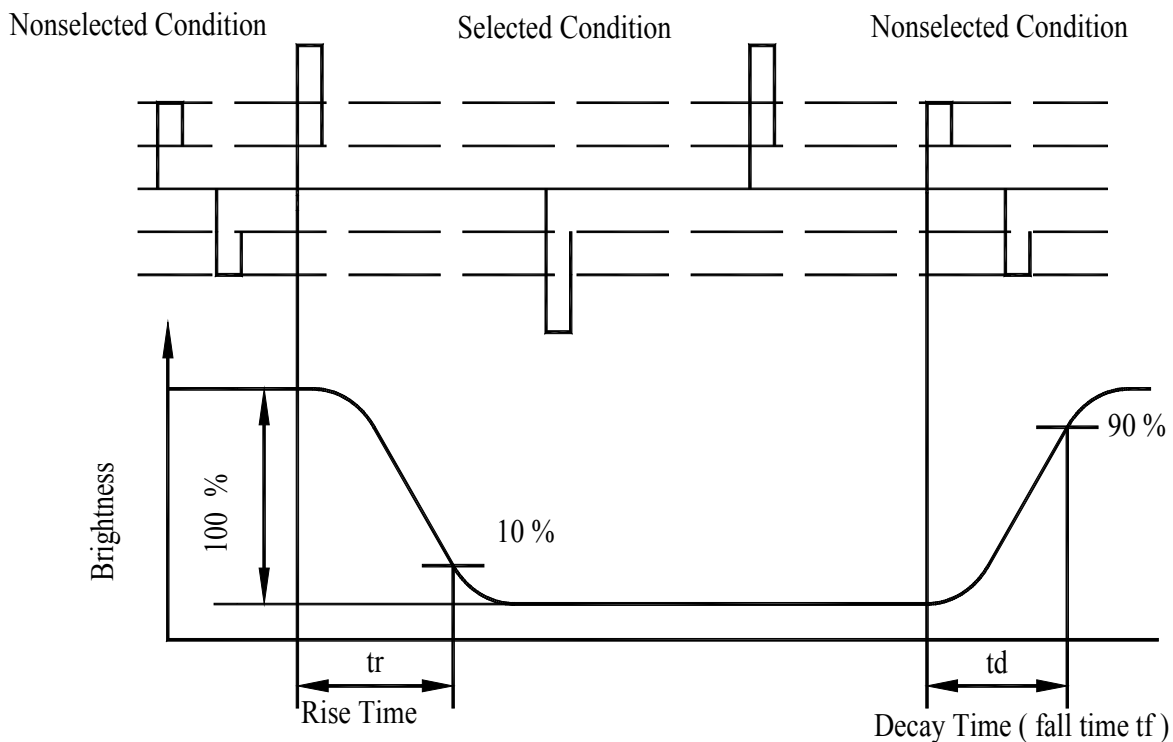 Nonselected Condition
Selected Condition
Nonselected Condition
Brightness
100 %
10 %
90 %
tr
Rise Time
td
Decay Time ( fall time tf )